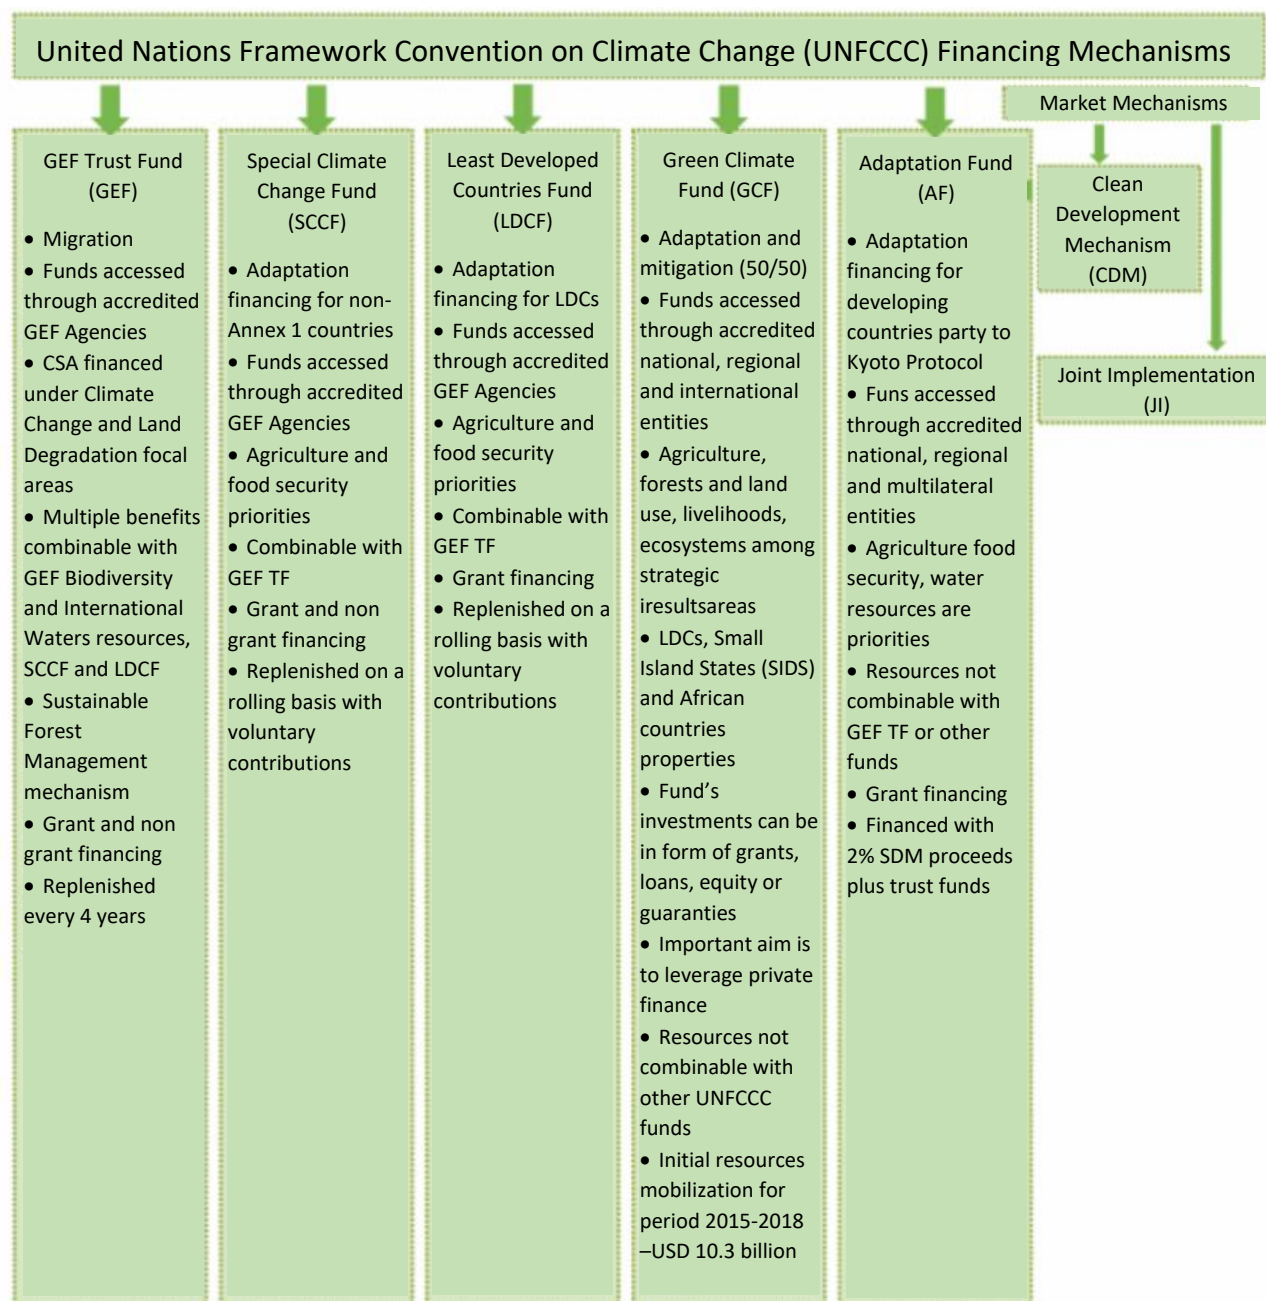 United Nations Framework Convention on Climate Change (UNFCCC) Financing Mechanisms
GEF Trust Fund
(GEF)
• Migration
• Funds accessed
through accredited
GEF Agencies
• CSA financed
under Climate
Change and Land
Degradation focal
areas
• Multiple benefits
combinable with
GEF Biodiversity
and International
Waters resources,
SCCF and LDCF
• Sustainable
Forest
Management
mechanism
• Grant and non
grant financing
• Replenished
every 4 years
Special Climate
Change Fund
(SCCF)
• Adaptation
financing for non-
Annex 1 countries
• Funds accessed
through accredited
GEF Agencies
• Agriculture and
food security
priorities
• Combinable with
GEF TF
• Grant and non
grant financing
• Replenished on a
rolling basis with
voluntary
contributions
Least Developed
Countries Fund
(LDCF)
• Adaptation
financing for LDCs
• Funds accessed
through accredited
GEF Agencies
• Agriculture and
food security
priorities
• Combinable with
GEF TF
• Grant financing
• Replenished on a
rolling basis with
voluntary
contributions
Green Climate
Fund (GCF)
• Adaptation and
mitigation (50/50)
• Funds accessed
through accredited
national, regional
and international
entities
• Agriculture,
forests and land
use, livelihoods,
ecosystems among
strategic
iresultsareas
• LDCs, Small
Island States (SIDS)
and African
countries
properties
• Fund’s
investments can be
in form of grants,
loans, equity or
guaranties
• Important aim is
to leverage private
finance
• Resources not
combinable with
other UNFCCC
funds
• Initial resources
mobilization for
period 2015-2018
–USD 10.3 billion
Adaptation Fund
(AF)
• Adaptation
financing for
developing
countries party to
Kyoto Protocol
• Funs accessed
through accredited
national, regional
and multilateral
entities
• Agriculture food
security, water
resources are
priorities
• Resources not
combinable with
GEF TF or other
funds
• Grant financing
• Financed with
2% SDM proceeds
plus trust funds
Market Mechanisms
Clean
Development
Mechanism
(CDM)
Joint Implementation
(JI)